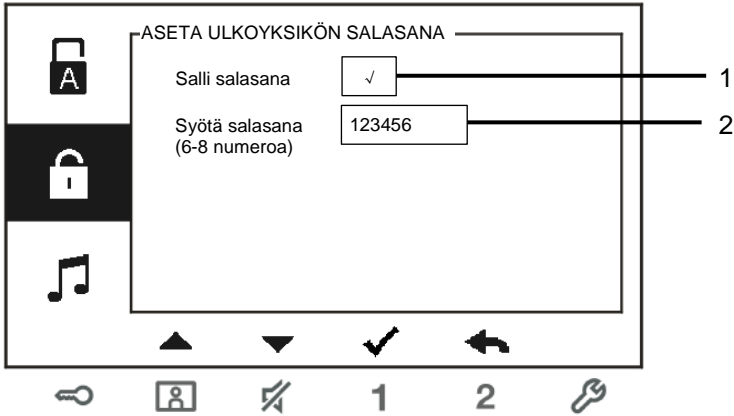 ASETA ULKOYKSIKÖN SALASANA
A
Salli salasana √
1
Syötä salasana 123456
2
(6-8 numeroa)
1 2